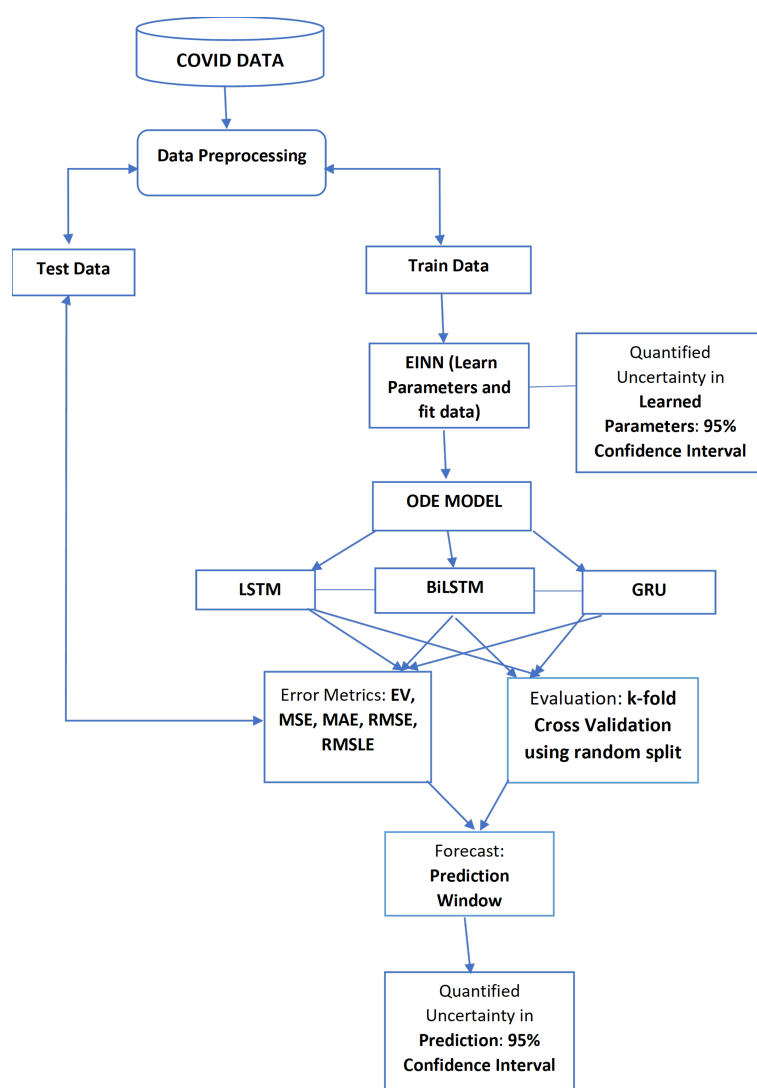 COVID DATA
Data Preprocessing
Test Data
Train Data
EINN (Learn
Parameters and
fit data)
Quantified
Uncertainty in
Learned
Parameters: 95%
Confidence Interval
ODE MODEL
LSTM
BiLSTM
GRU
Error Metrics: EV,
MSE, MAE, RMSE,
RMSLE
Evaluation: k-fold
Cross Validation
using random split
Forecast:
Prediction
Window
Quantified
Uncertainty in
Prediction: 95%
Confidence Interval